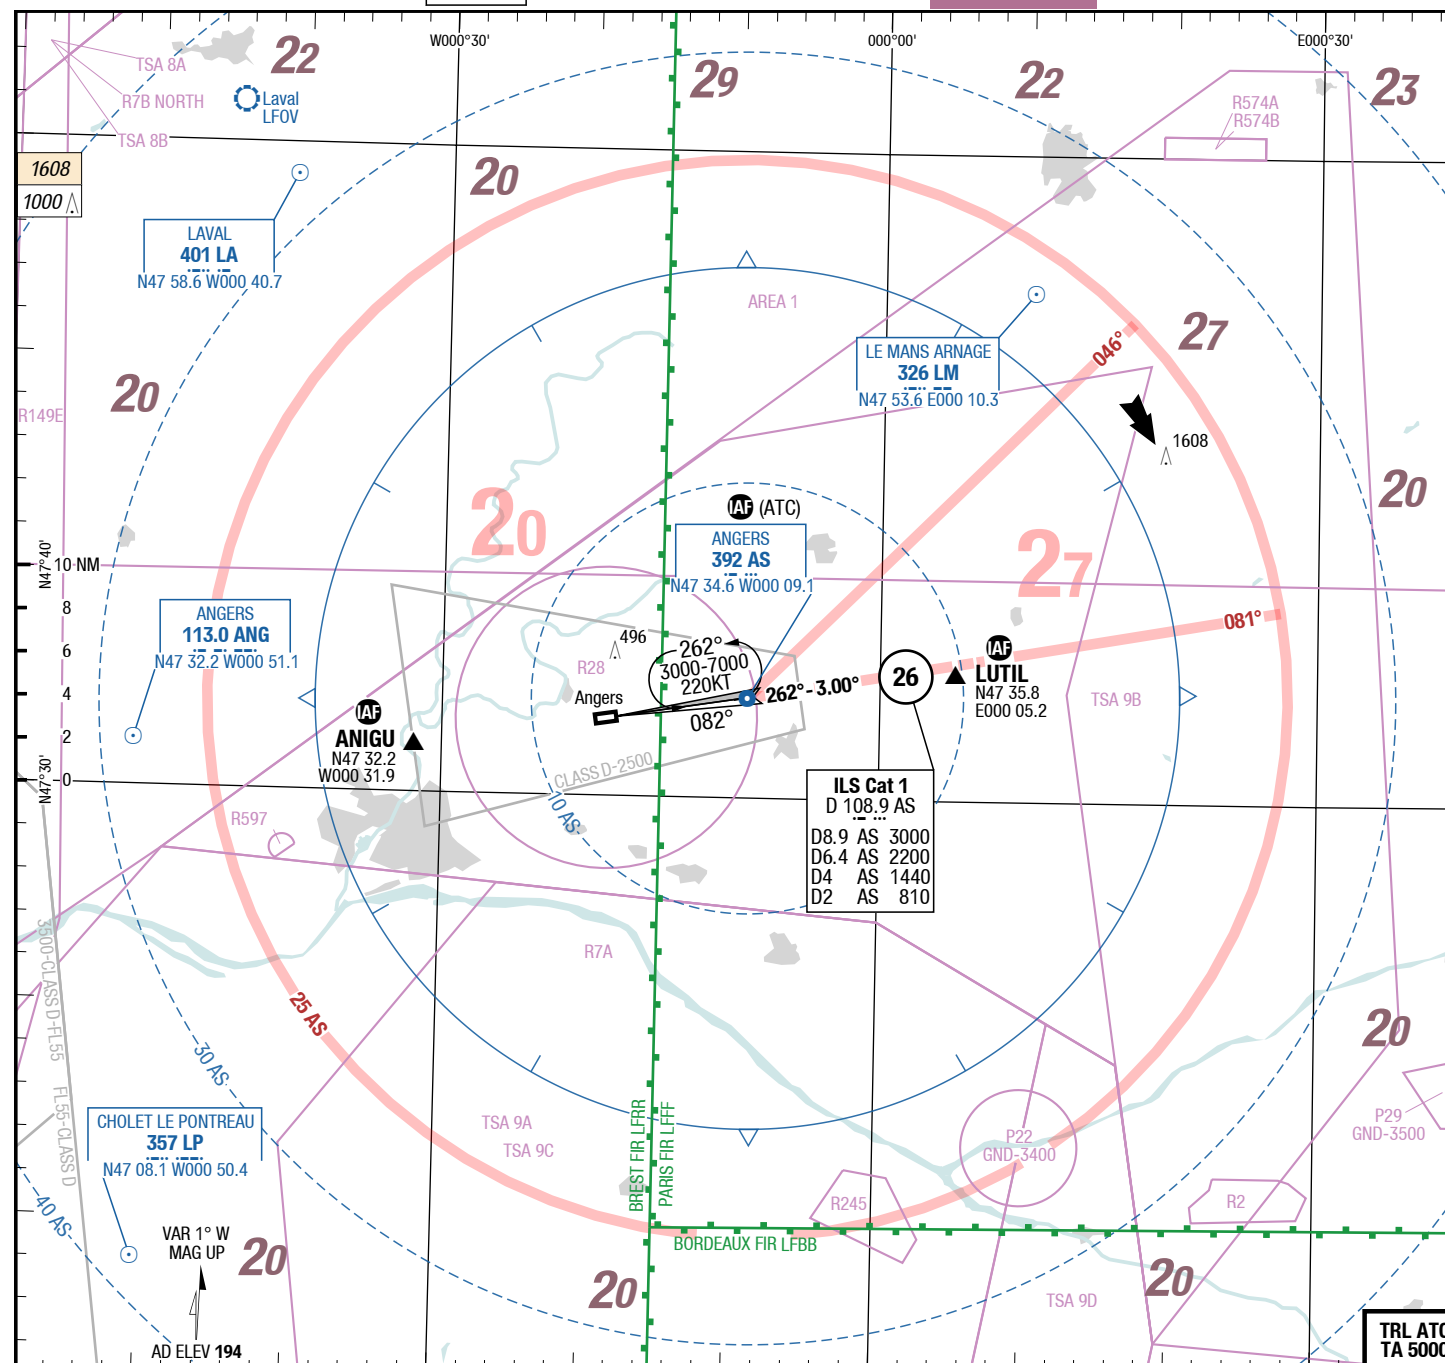 W000°30'
000°00'
E000°30'
22
29
22
23
TSA 8A
R7B NORTH
TSA 8B
Laval
LFOV
R574A
R574B
1608
1000
20
LAVAL
401 LA
N47 58.6 W000 40.7
AREA 1
LE MANS ARNAGE
326 LM
N47 53.6 E000 10.3
046°
27
20
R149E
1608
20
20
IAF (ATC)
ANGERS
392 AS
N47 34.6 W000 09.1
27
N47°40'
10 NM
8
6
4
2
0
N47°30'
ANGERS
113.0 ANG
N47 32.2 W000 51.1
496
R28
262°
3000-7000
220KT
082°
Angers
262°-3.00°
26
081°
IAF
LUTIL
N47 35.8
E000 05.2
TSA 9B
IAF
ANIGU
N47 32.2
W000 31.9
CLASS D-2500
10 AS
R597
ILS Cat 1
D 108.9 AS
D8.9 AS 3000
D6.4 AS 2200
D4 AS 1440
D2 AS 810
R7A
3500-CLASS D-FL55
FL55-CLASS D
25 AS
30 AS
40 AS
20
CHOLET LE PONTREAU
357 LP
N47 08.1 W000 50.4
TSA 9A
TSA 9C
BREST FIR LFRR
PARIS FIR LFFF
BORDEAUX FIR LFBB
P22
GND-3400
P29
GND-3500
R245
R2
VAR 1° W
MAG UP
20
20
20
TSA 9D
AD ELEV 194
TRL ATC
TA 5000